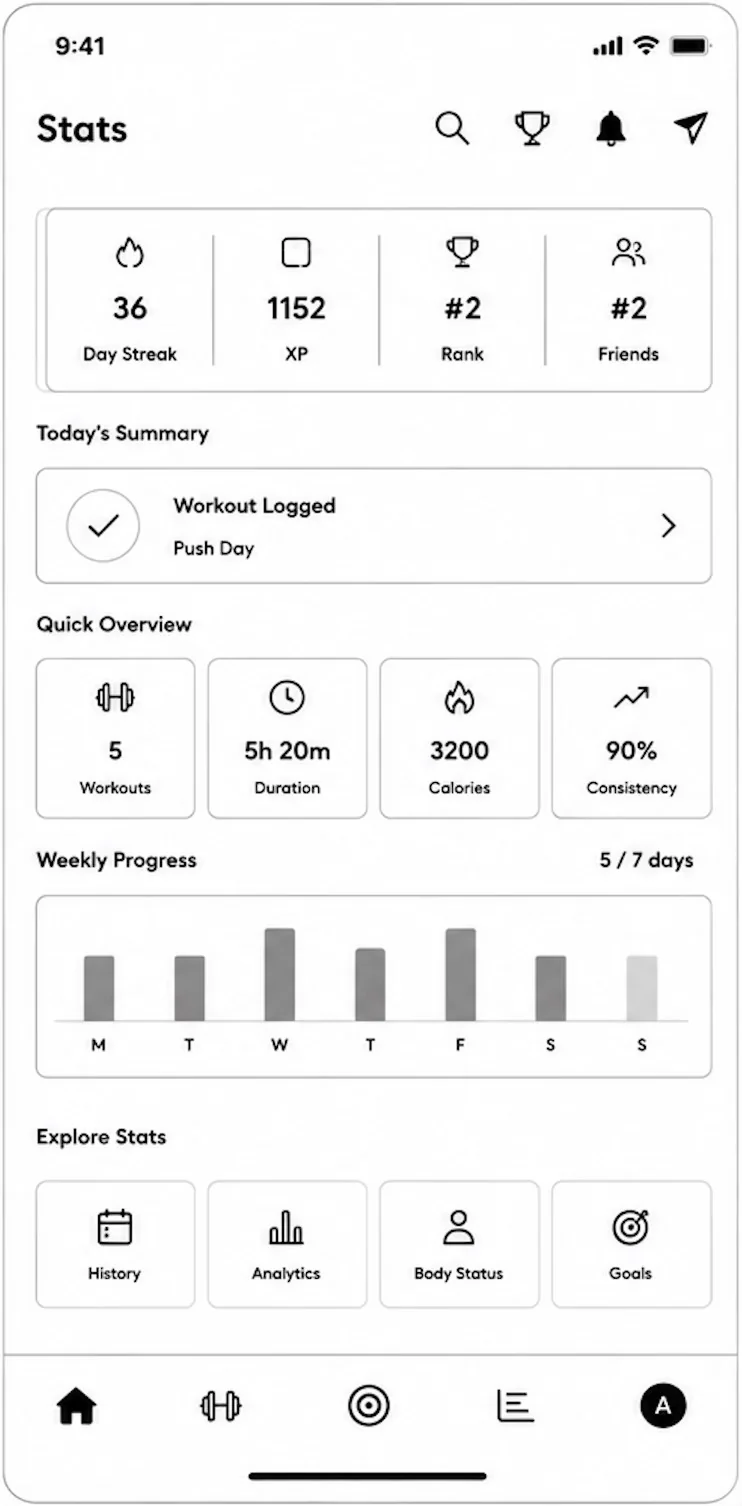 9:41
Stats
36 1152 #2 #2
Day Streak XP Rank Friends
Today's Summary
Workout Logged
Push Day
Quick Overview
5 5h 20m 3200 90%
Workouts Duration Calories Consistency
Weekly Progress 5 / 7 days
M T W T F S S
Explore Stats
History Analytics Body Status Goals
A